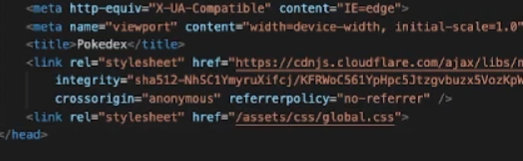 <meta http-equiv="X-UA-Compatible" content="IE=edge">
<meta name="viewport" content="width=device-width, initial-scale=1.0"
<title>Pokedex</title>
<link rel="stylesheet" href="https://cdnjs.cloudflare.com/ajax/libs/n
integrity="sha512-NhSC1YmyruXifcj/KFRWoC561YpHpc5Jtzgvbuzx5VozKpW
crossorigin="anonymous" referrerpolicy="no-referrer" />
<link rel="stylesheet" href="/assets/css/global.css">
</head>